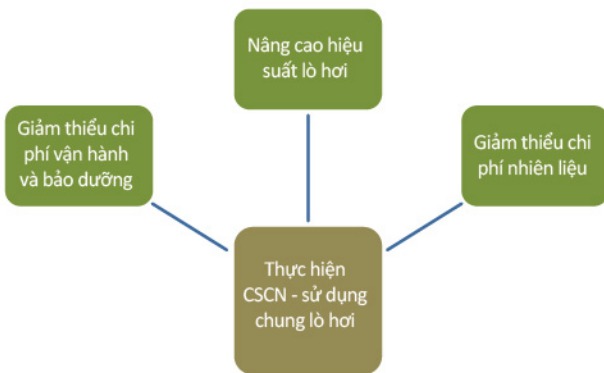 Nâng cao hiệu
suất lò hơi
Giảm thiểu chi
phí vận hành
và bảo dưỡng
Giảm thiểu chi
phí nhiên liệu
Thực hiện
CSCN - sử dụng
chung lò hơi